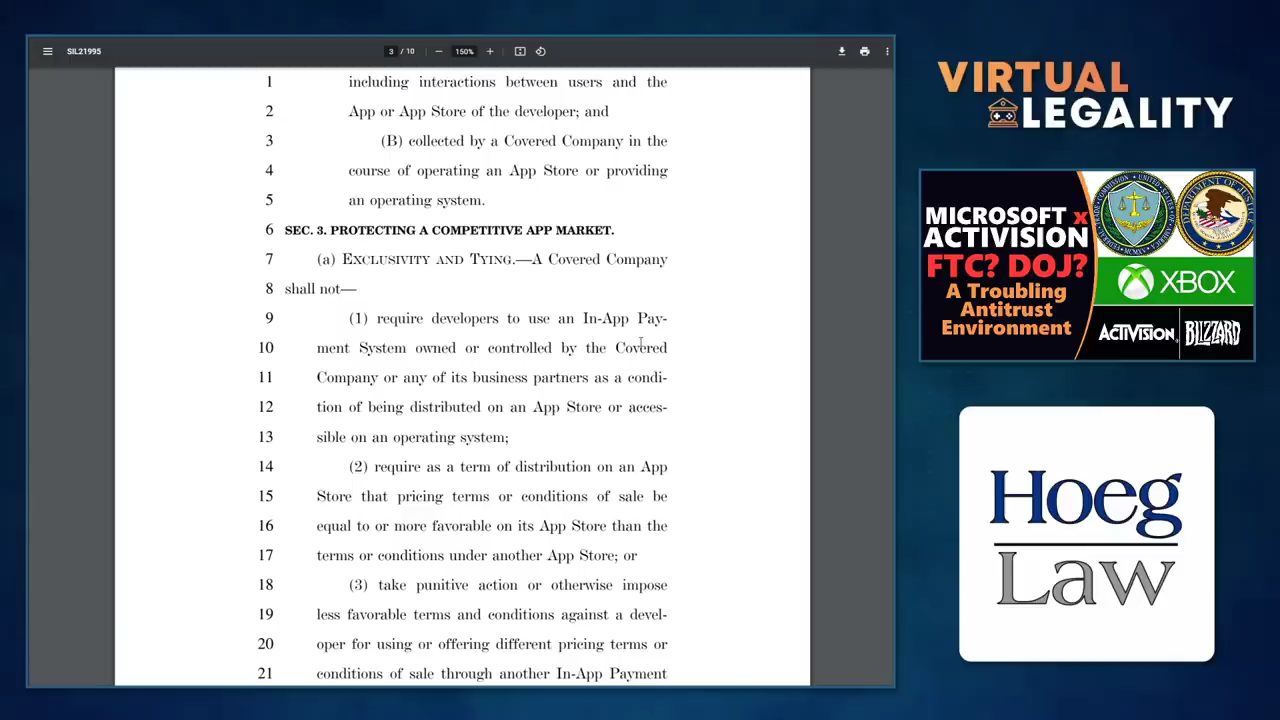 SIL21995
3 / 10
150%
1 including interactions between users and the
2 App or App Store of the developer; and
3 (B) collected by a Covered Company in the
4 course of operating an App Store or providing
5 an operating system.
6 SEC. 3. PROTECTING A COMPETITIVE APP MARKET.
7 (a) EXCLUSIVITY AND TYING.—A Covered Company
8 shall not—
9 (1) require developers to use an In-App Pay-
10 ment System owned or controlled by the Covered
11 Company or any of its business partners as a condi-
12 tion of being distributed on an App Store or acces-
13 sible on an operating system;
14 (2) require as a term of distribution on an App
15 Store that pricing terms or conditions of sale be
16 equal to or more favorable on its App Store than the
17 terms or conditions under another App Store; or
18 (3) take punitive action or otherwise impose
19 less favorable terms and conditions against a devel-
20 oper for using or offering different pricing terms or
21 conditions of sale through another In-App Payment
VIRTUAL
LEGALITY
MICROSOFT x
ACTIVISION
FTC? DOJ?
A Troubling
Antitrust
Environment
XBOX
ACTIVISION
BLIZZARD
Hoeg
Law